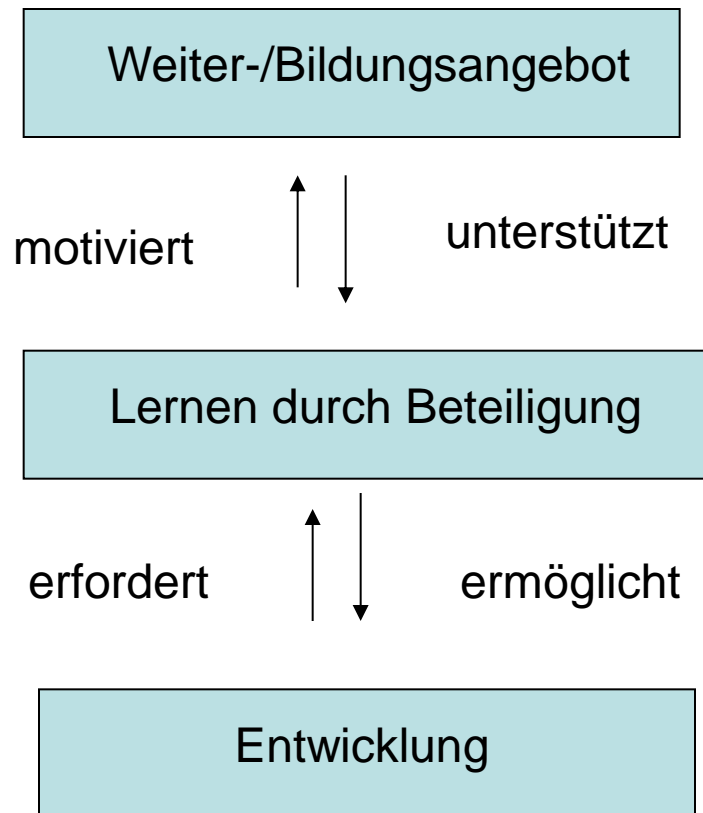 Weiter-/Bildungsangebot
motiviert
unterstützt
Lernen durch Beteiligung
erfordert
ermöglicht
Entwicklung